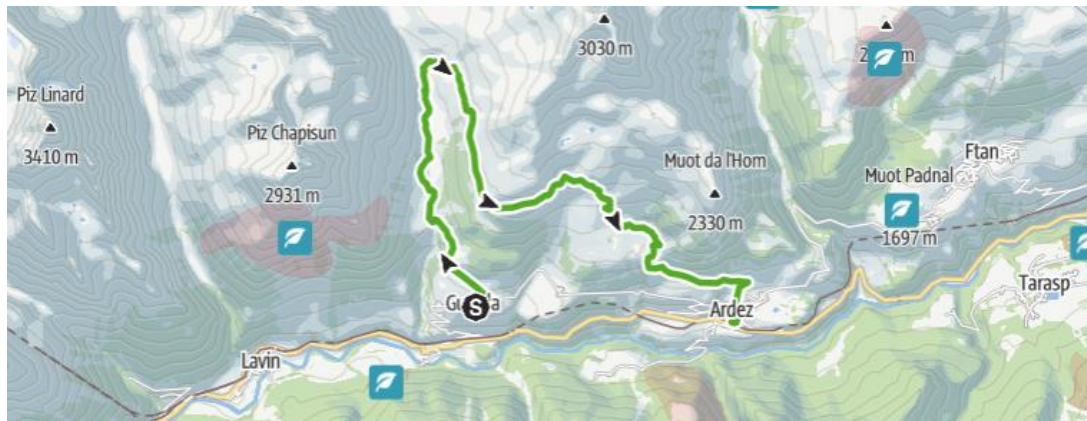 3030 m
Piz Linard
3410 m
Piz Chapisun
2931 m
Muot da l'Hom
2330 m
Ftan
Muot Padnal
1697 m
Tarasp
S
Ardez
Lavin